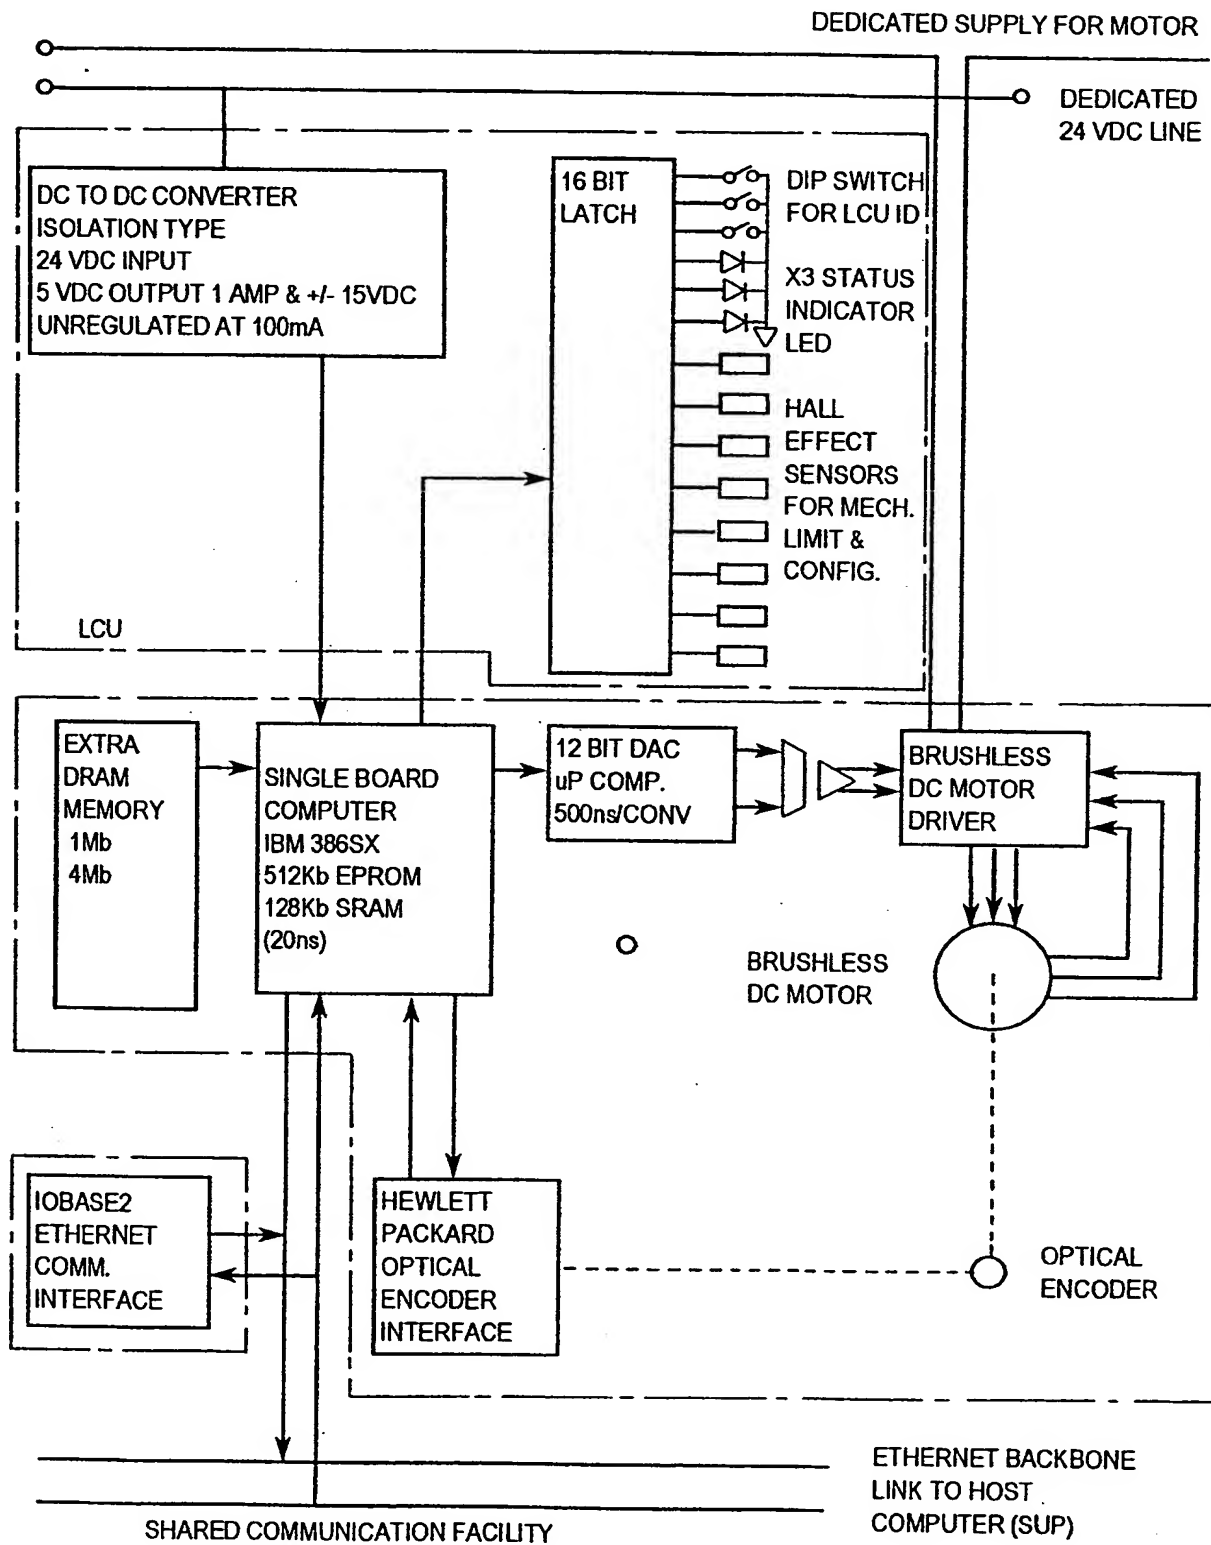 DEDICATED SUPPLY FOR MOTOR
DEDICATED
24 VDC LINE
DC TO DC CONVERTER
ISOLATION TYPE
24 VDC INPUT
5 VDC OUTPUT 1 AMP & +/- 15VDC
UNREGULATED AT 100mA
16 BIT
LATCH
DIP SWITCH
FOR LCU ID
X3 STATUS
INDICATOR
LED
HALL
EFFECT
SENSORS
FOR MECH.
LIMIT &
CONFIG.
LCU
EXTRA
DRAM
MEMORY
1Mb
4Mb
SINGLE BOARD
COMPUTER
IBM 386SX
512Kb EPROM
128Kb SRAM
(20ns)
12 BIT DAC
uP COMP.
500ns/CONV
BRUSHLESS
DC MOTOR
DRIVER
BRUSHLESS
DC MOTOR
IOBASE2
ETHERNET
COMM.
INTERFACE
HEWLETT
PACKARD
OPTICAL
ENCODER
INTERFACE
OPTICAL
ENCODER
ETHERNET BACKBONE
LINK TO HOST
COMPUTER (SUP)
SHARED COMMUNICATION FACILITY